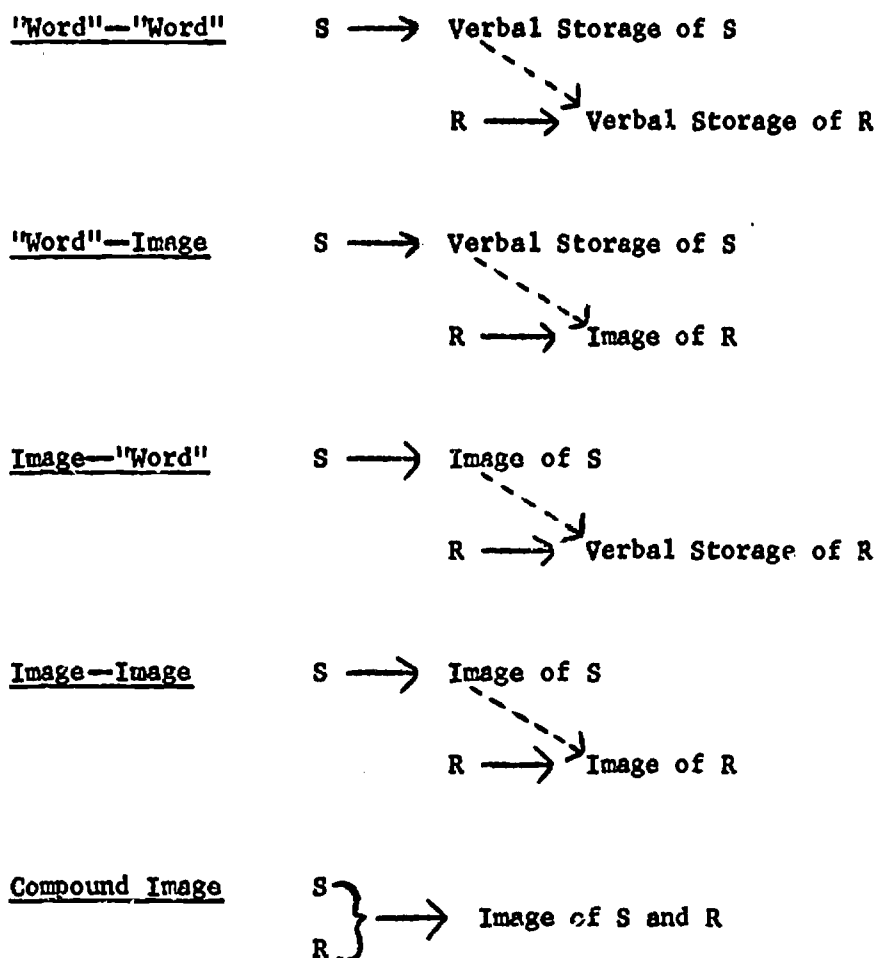 "Word"—"Word" S → Verbal Storage of S
R → Verbal Storage of R
"Word"—Image S → Verbal Storage of S
R → Image of R
Image—"Word" S → Image of S
R → Verbal Storage of R
Image—Image S → Image of S
R → Image of R
Compound Image S
Image of S and R
R